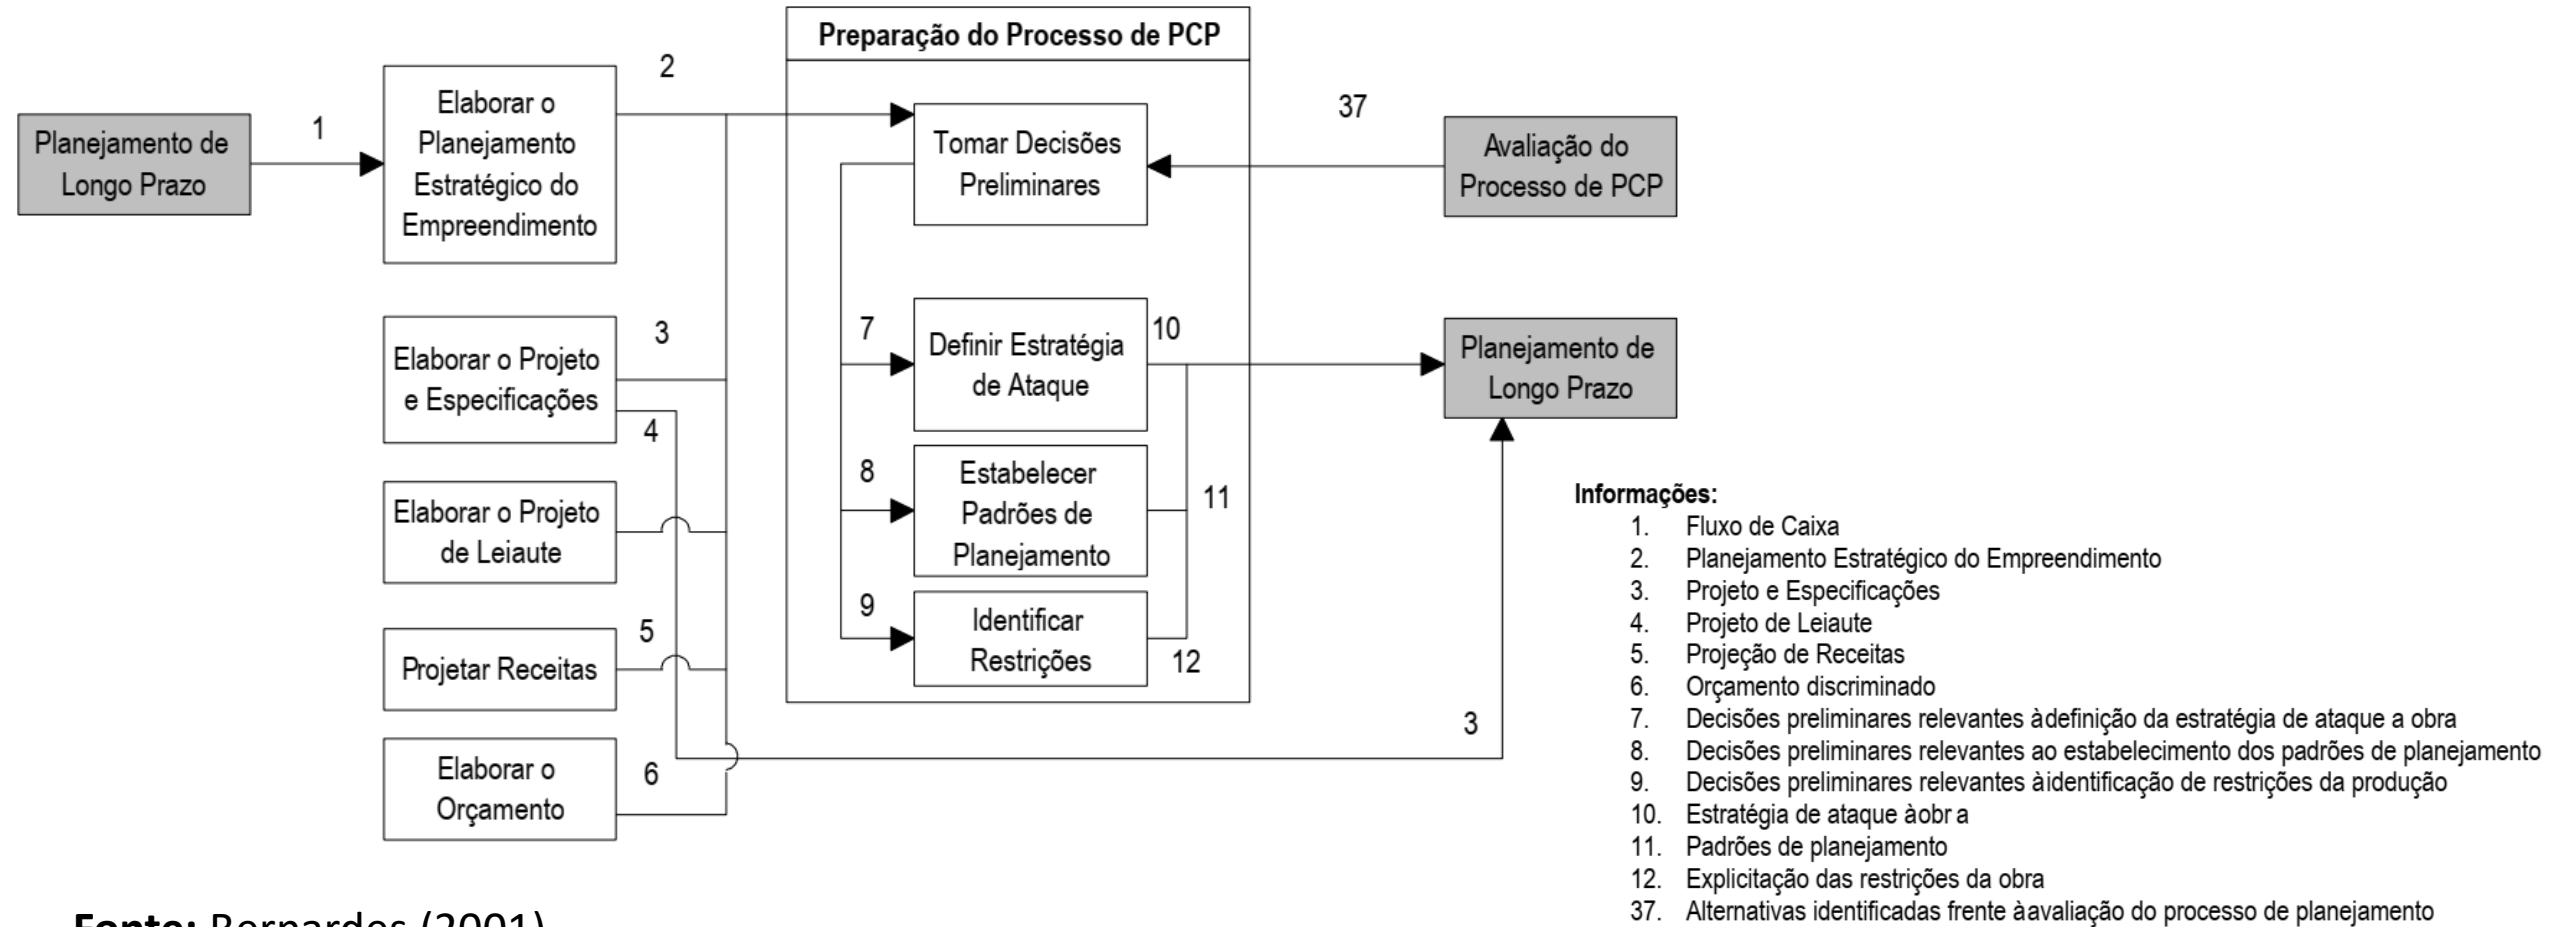 Preparação do Processo de PCP
Planejamento de
Longo Prazo
1
Elaborar o
Planejamento
Estratégico do
Empreendimento
2
Tomar Decisões
Preliminares
37
Avaliação do
Processo de PCP
Elaborar o Projeto
e Especificações
3
4
Elaborar o Projeto
de Leiaute
Projetar Receitas
5
Elaborar o
Orçamento
6
7
Definir Estratégia
de Ataque
10
8
Estabelecer
Padrões de
Planejamento
11
9
Identificar
Restrições
12
Planejamento de
Longo Prazo
3
Informações:
1. Fluxo de Caixa
2. Planejamento Estratégico do Empreendimento
3. Projeto e Especificações
4. Projeto de Leiaute
5. Projeção de Receitas
6. Orçamento discriminado
7. Decisões preliminares relevantes àdefinição da estratégia de ataque a obra
8. Decisões preliminares relevantes ao estabelecimento dos padrões de planejamento
9. Decisões preliminares relevantes àidentificação de restrições da produção
10. Estratégia de ataque àobr a
11. Padrões de planejamento
12. Explicitação das restrições da obra
37. Alternativas identificadas frente àavaliação do processo de planejamento
Fonte: Bernardes (2001)